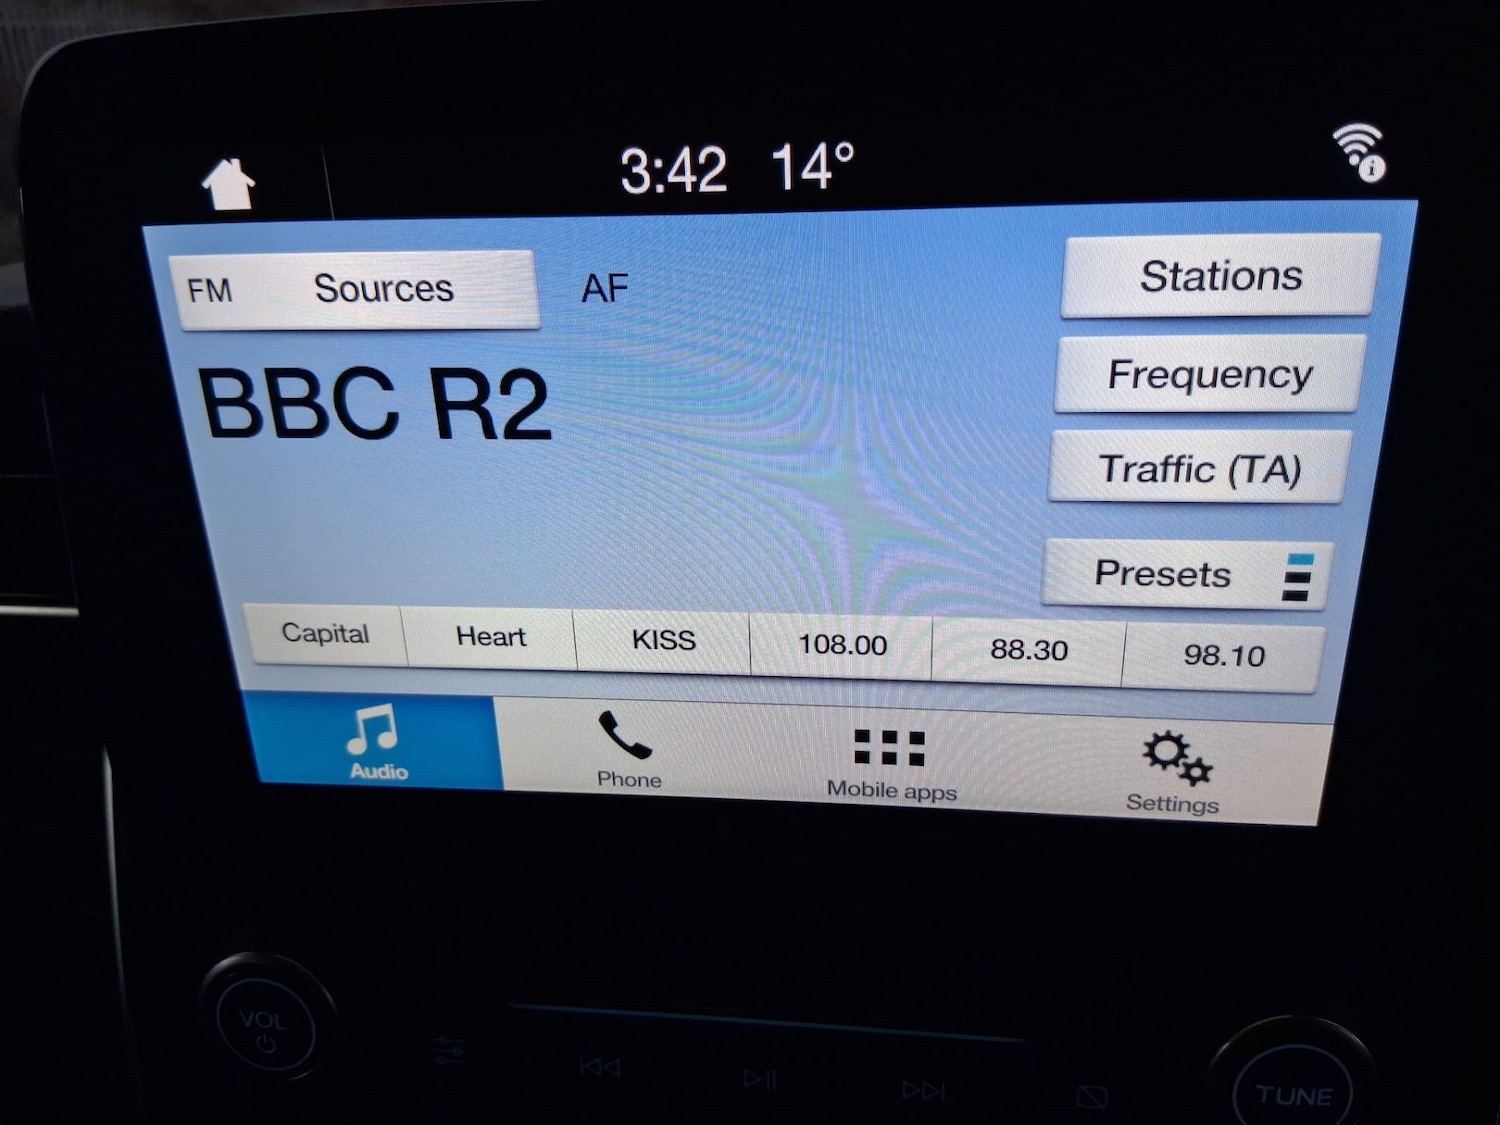 3:42 14°
FM Sources AF
Stations
BBC R2
Frequency
Traffic (TA)
Presets
Capital Heart KISS 108.00 88.30 98.10
Audio Phone Mobile apps Settings
VOL
TUNE